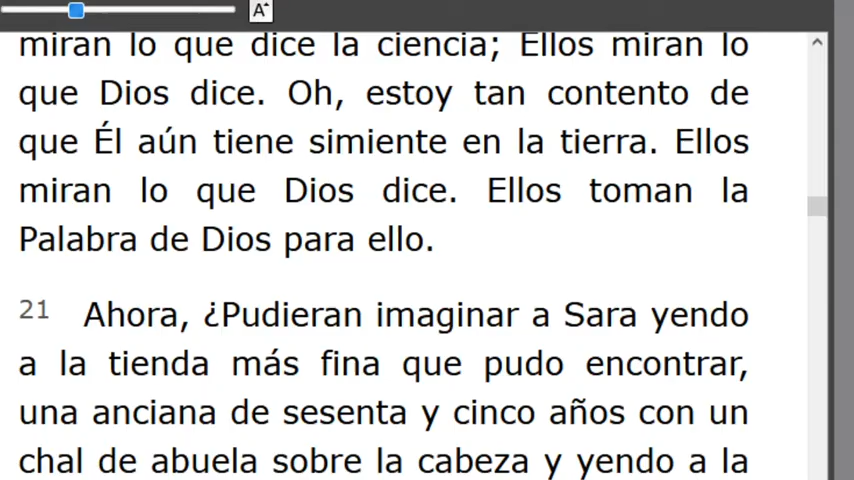 A
miran lo que dice la ciencia; Ellos miran lo
que Dios dice. Oh, estoy tan contento de
que Él aún tiene simiente en la tierra. Ellos
miran lo que Dios dice. Ellos toman la
Palabra de Dios para ello.
21 Ahora, ¿Pudieran imaginar a Sara yendo
a la tienda más fina que pudo encontrar,
una anciana de sesenta y cinco años con un
chal de abuela sobre la cabeza y yendo a la